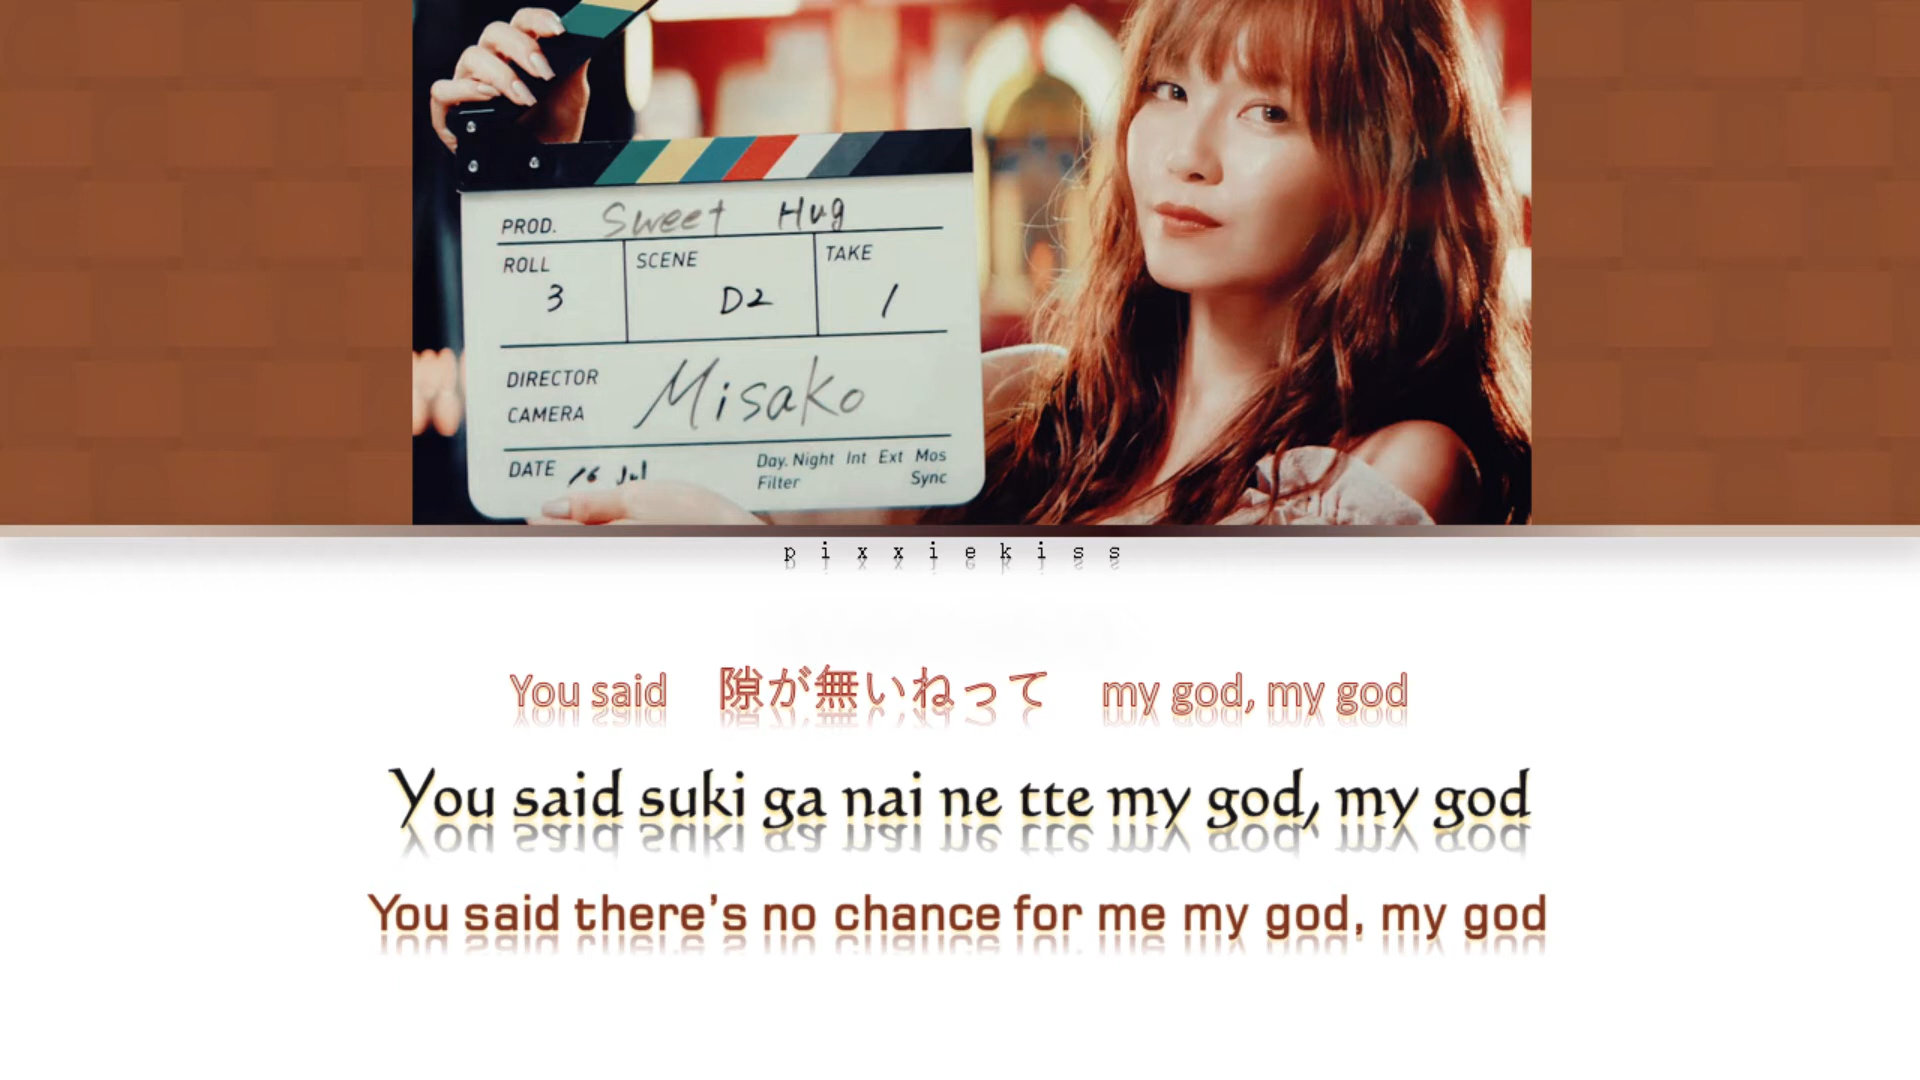 PROD. Sweet Hug
ROLL SCENE TAKE
3 D2 1
DIRECTOR
CAMERA Misako
DATE 16 Jul
Day. Night Int Ext Mos
Filter Sync
pixxiekiss
You said 隙が無いねって my god, my god
You said suki ga nai ne tte my god, my god
You said there's no chance for me my god, my god